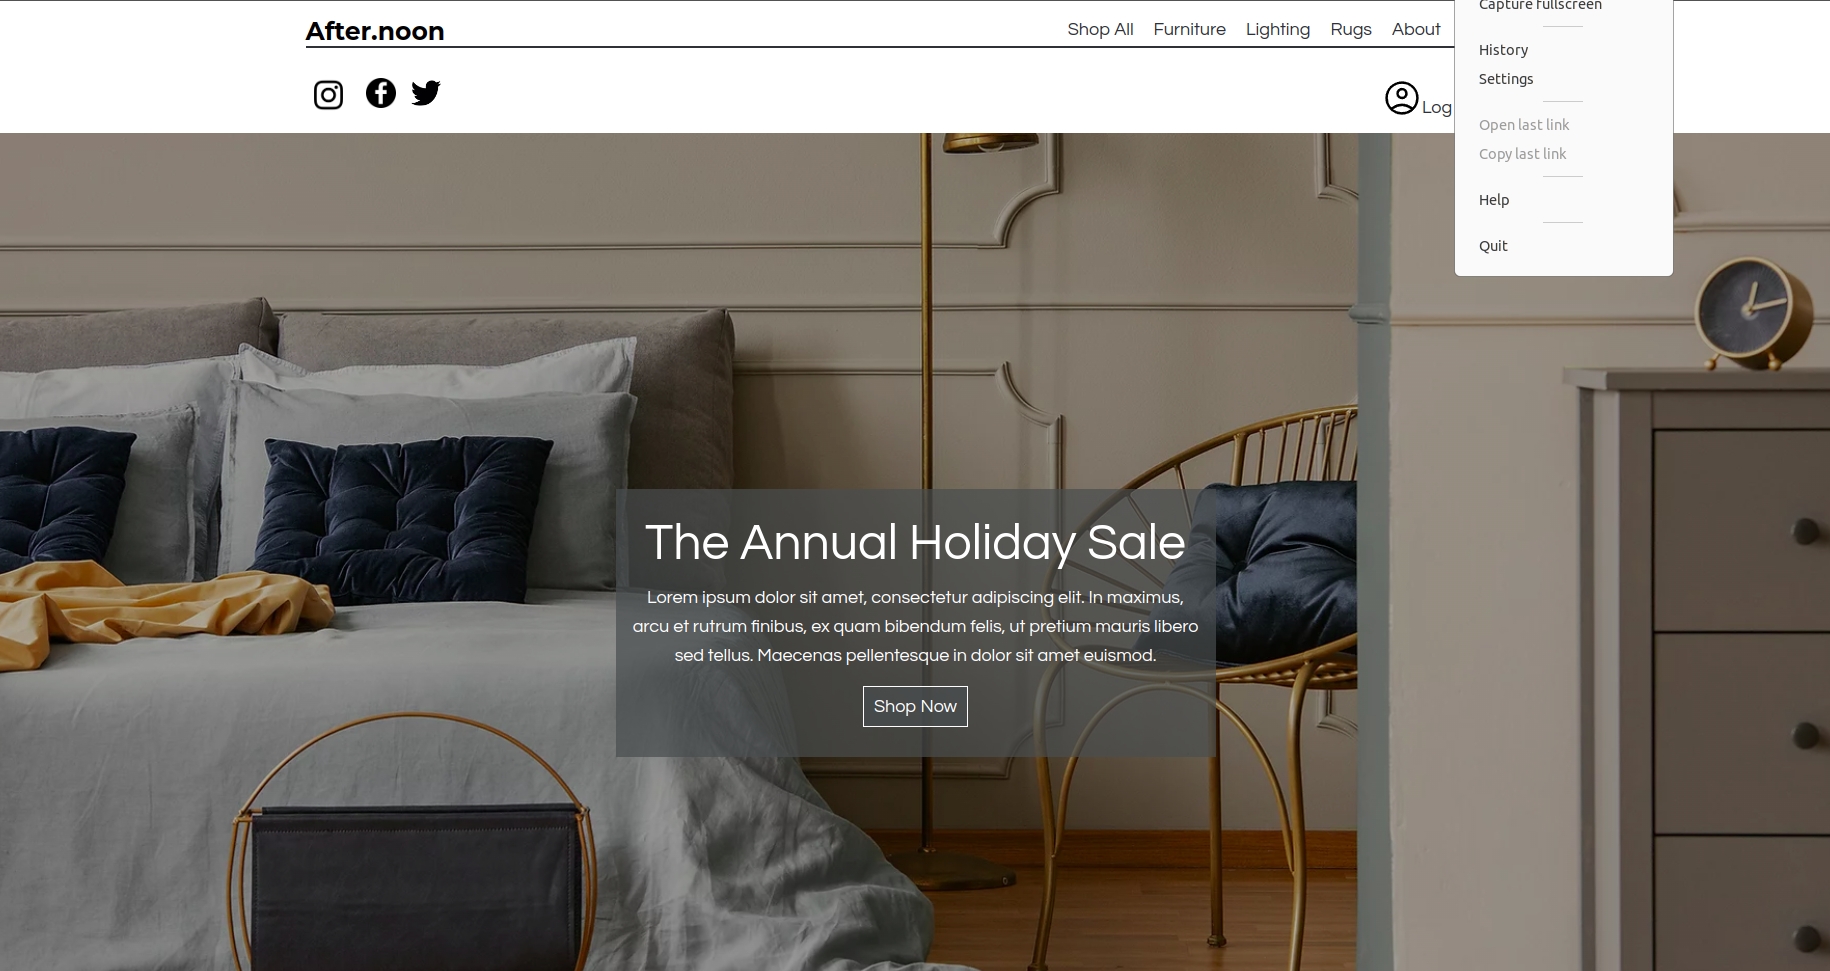 After.noon
Shop All Furniture Lighting Rugs About
Log
Capture fullscreen
History
Settings
Open last link
Copy last link
Help
Quit
The Annual Holiday Sale
Lorem ipsum dolor sit amet, consectetur adipiscing elit. In maximus,
arcu et rutrum finibus, ex quam bibendum felis, ut pretium mauris libero
sed tellus. Maecenas pellentesque in dolor sit amet euismod.
Shop Now